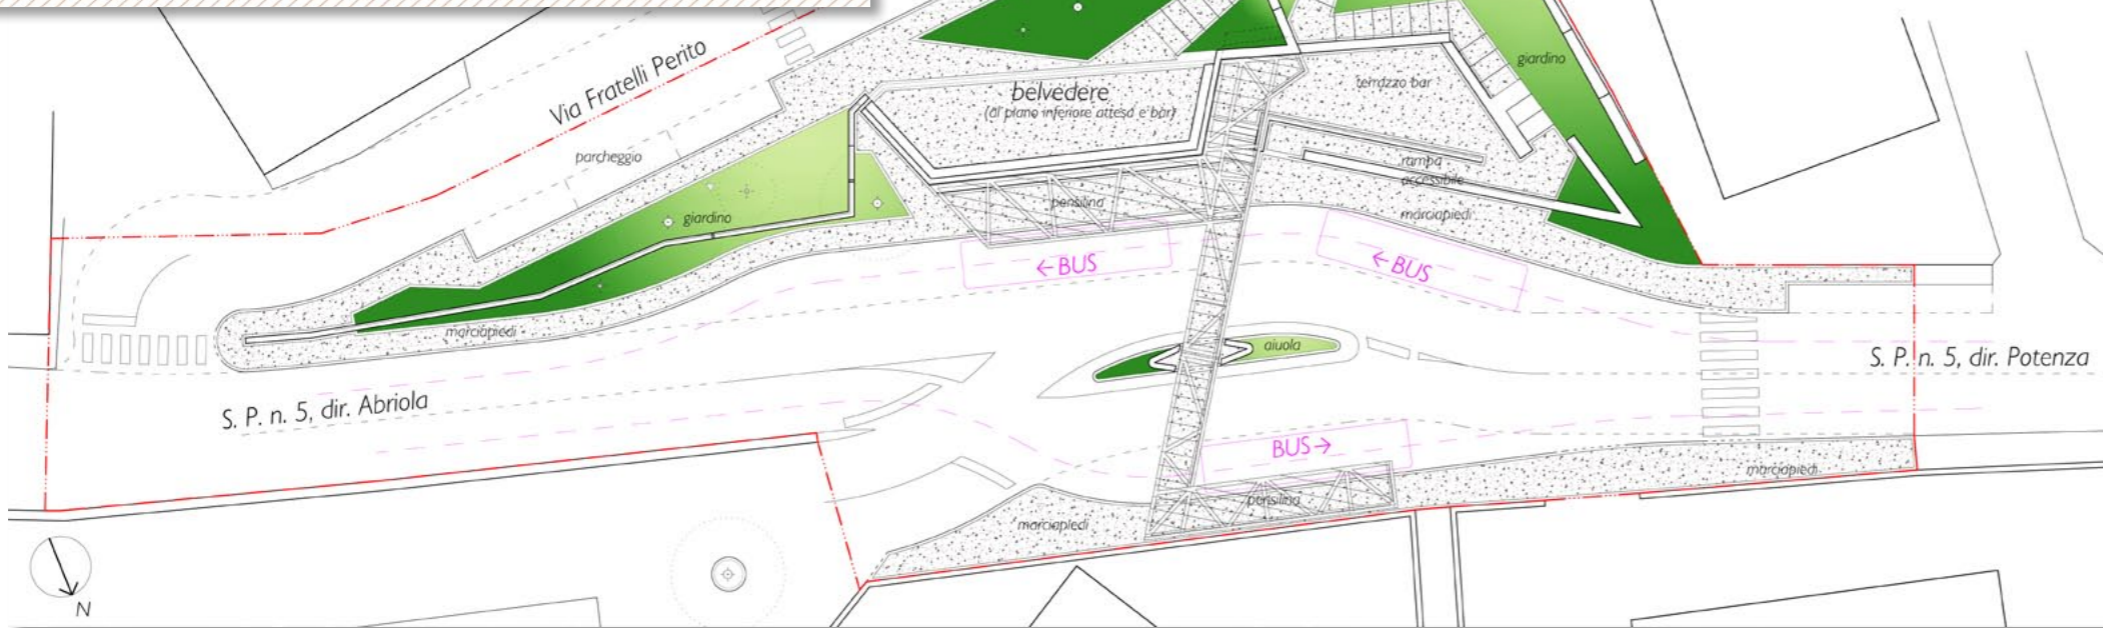 Via Fratelli Perito
giardino
terrazzo bar
belvedere
(al piano inferiore attesa e bar)
parcheggio
rampa
accessibile
giardino
pensilina
marciapiedi
← BUS
← BUS
marciapiedi
aiuola
S. P. n. 5, dir. Potenza
S. P. n. 5, dir. Abriola
BUS →
marciapiedi
pensilina
marciapiedi
N